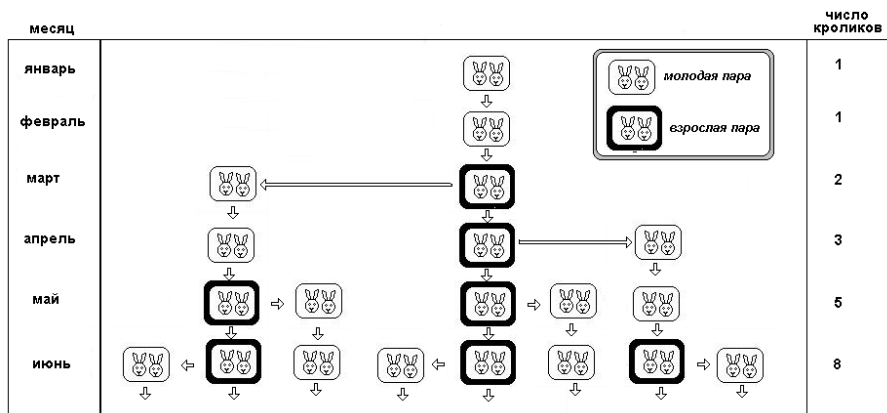 месяц
число
кроликов
январь
1
молодая пара
февраль
1
взрослая пара
март
2
апрель
3
май
5
июнь
8